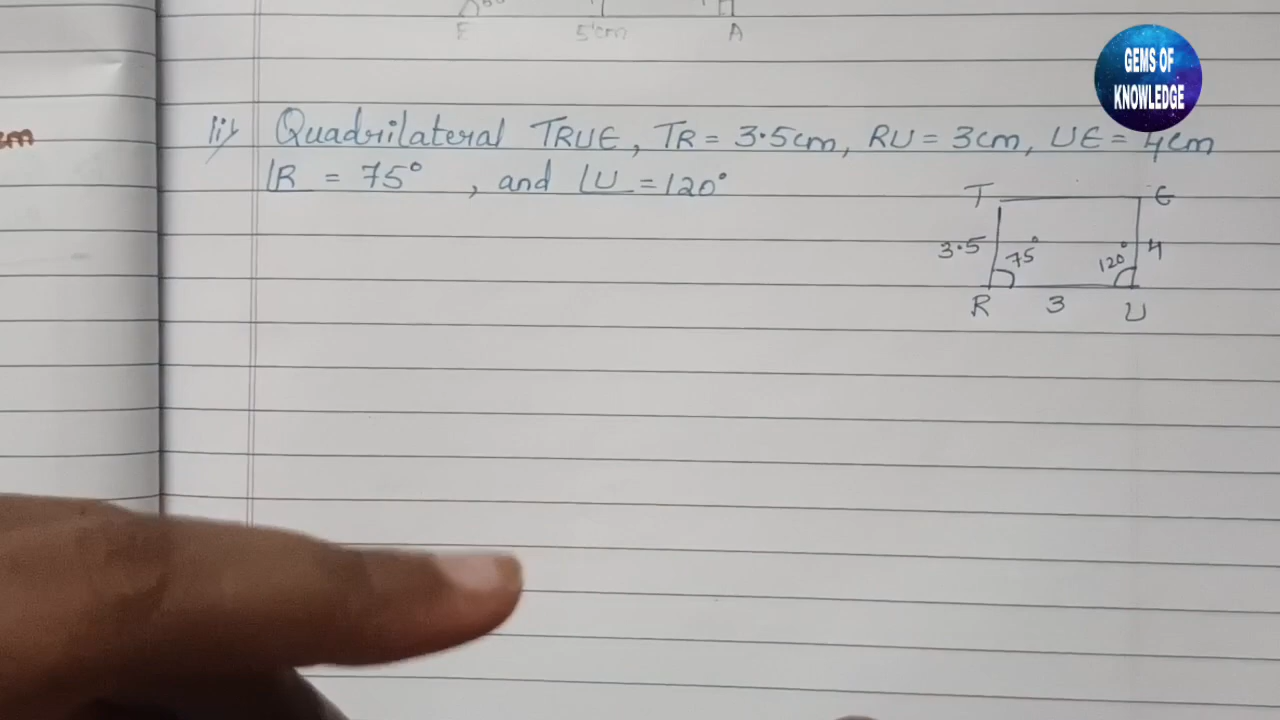 E 5cm A
GEMS OF
KNOWLEDGE
cm
ii) Quadrilateral TRUE, TR = 3.5cm, RU = 3cm, UE = 4cm
∠R = 75°, and ∠U = 120°
T E
3.5 75° 120° 4
R 3 U